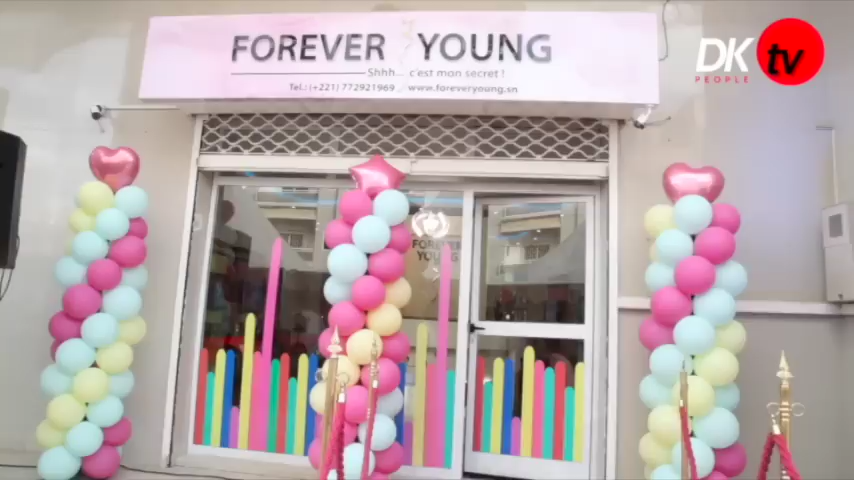 FOREVER YOUNG
Shhh... c'est mon secret !
Tel.: (+221) 772921969 / www.foreveryoung.sn
DK tv
PEOPLE
FOREVER
YOUNG